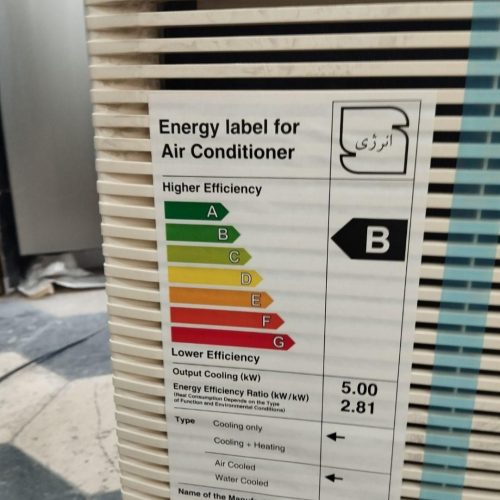 Energy label for
Air Conditioner
انرژی
Higher Efficiency
A
B
C
D
E
F
G
B
Lower Efficiency
Output Cooling (kW)
5.00
Energy Efficiency Ratio (kW/kW)
2.81
(Real Consumption Depends on the Type
of Function and Environmental Conditions)
Type
Cooling only
Cooling + Heating
Air Cooled
Water Cooled
Name of the